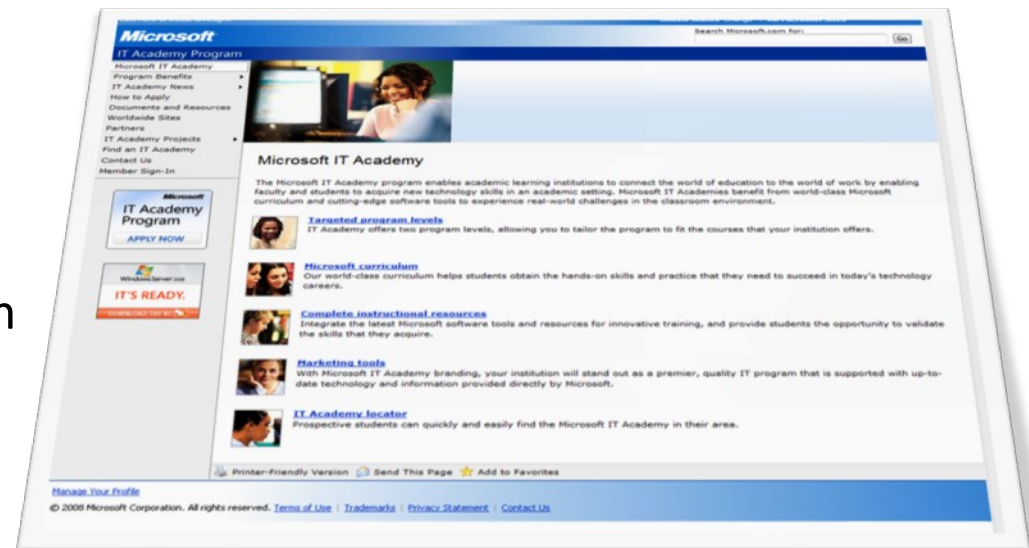 Microsoft
Search Microsoft.com for:
Go
IT Academy Program
Microsoft IT Academy
Program Benefits
IT Academy News
How to Apply
Documents and Resources
Worldwide Sites
Partners
IT Academy Projects
Find an IT Academy
Contact Us
Member Sign-In
Microsoft
IT Academy
Program
APPLY NOW
Windows Server 2008
IT'S READY.
n
Microsoft IT Academy
The Microsoft IT Academy program enables academic learning institutions to connect the world of education to the world of work by enabling
faculty and students to acquire new technology skills in an academic setting. Microsoft IT Academies benefit from world-class Microsoft
curriculum and cutting-edge software tools to experience real-world challenges in the classroom environment.
Targeted program levels
IT Academy offers two program levels, allowing you to tailor the program to fit the courses that your institution offers.
Microsoft curriculum
Our world-class curriculum helps students obtain the hands-on skills and practice that they need to succeed in today's technology
careers.
Complete instructional resources
Integrate the latest Microsoft software tools and resources for innovative training, and provide students the opportunity to validate
the skills that they acquire.
Marketing tools
With Microsoft IT Academy branding, your institution will stand out as a premier, quality IT program that is supported with up-to-
date technology and information provided directly by Microsoft.
IT Academy locator
Prospective students can quickly and easily find the Microsoft IT Academy in their area.
Printer-Friendly Version Send This Page Add to Favorites
Manage Your Profile
© 2008 Microsoft Corporation. All rights reserved. Terms of Use | Trademarks | Privacy Statement | Contact Us